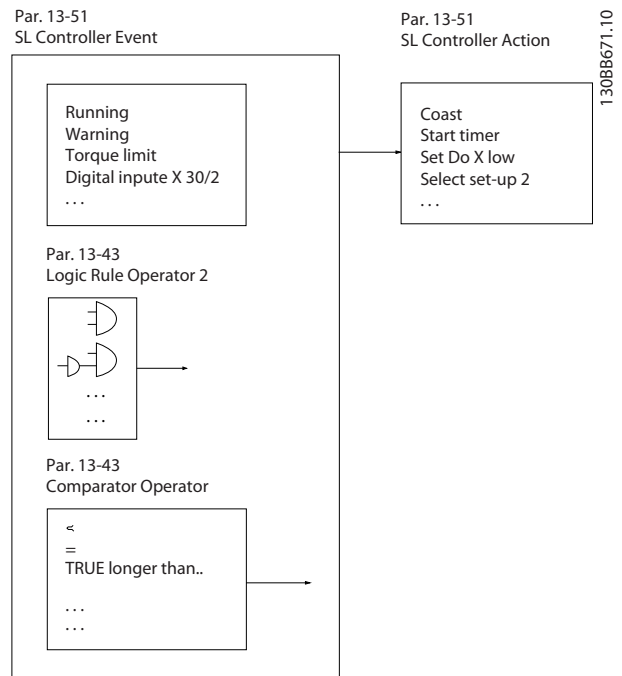 Par. 13-51
SL Controller Event
Running
Warning
Torque limit
Digital inpute X 30/2
. . .
Par. 13-43
Logic Rule Operator 2
. . .
. . .
Par. 13-43
Comparator Operator
=
TRUE longer than..
. . .
. . .
Par. 13-51
SL Controller Action
Coast
Start timer
Set Do X low
Select set-up 2
. . .
130BB671.10